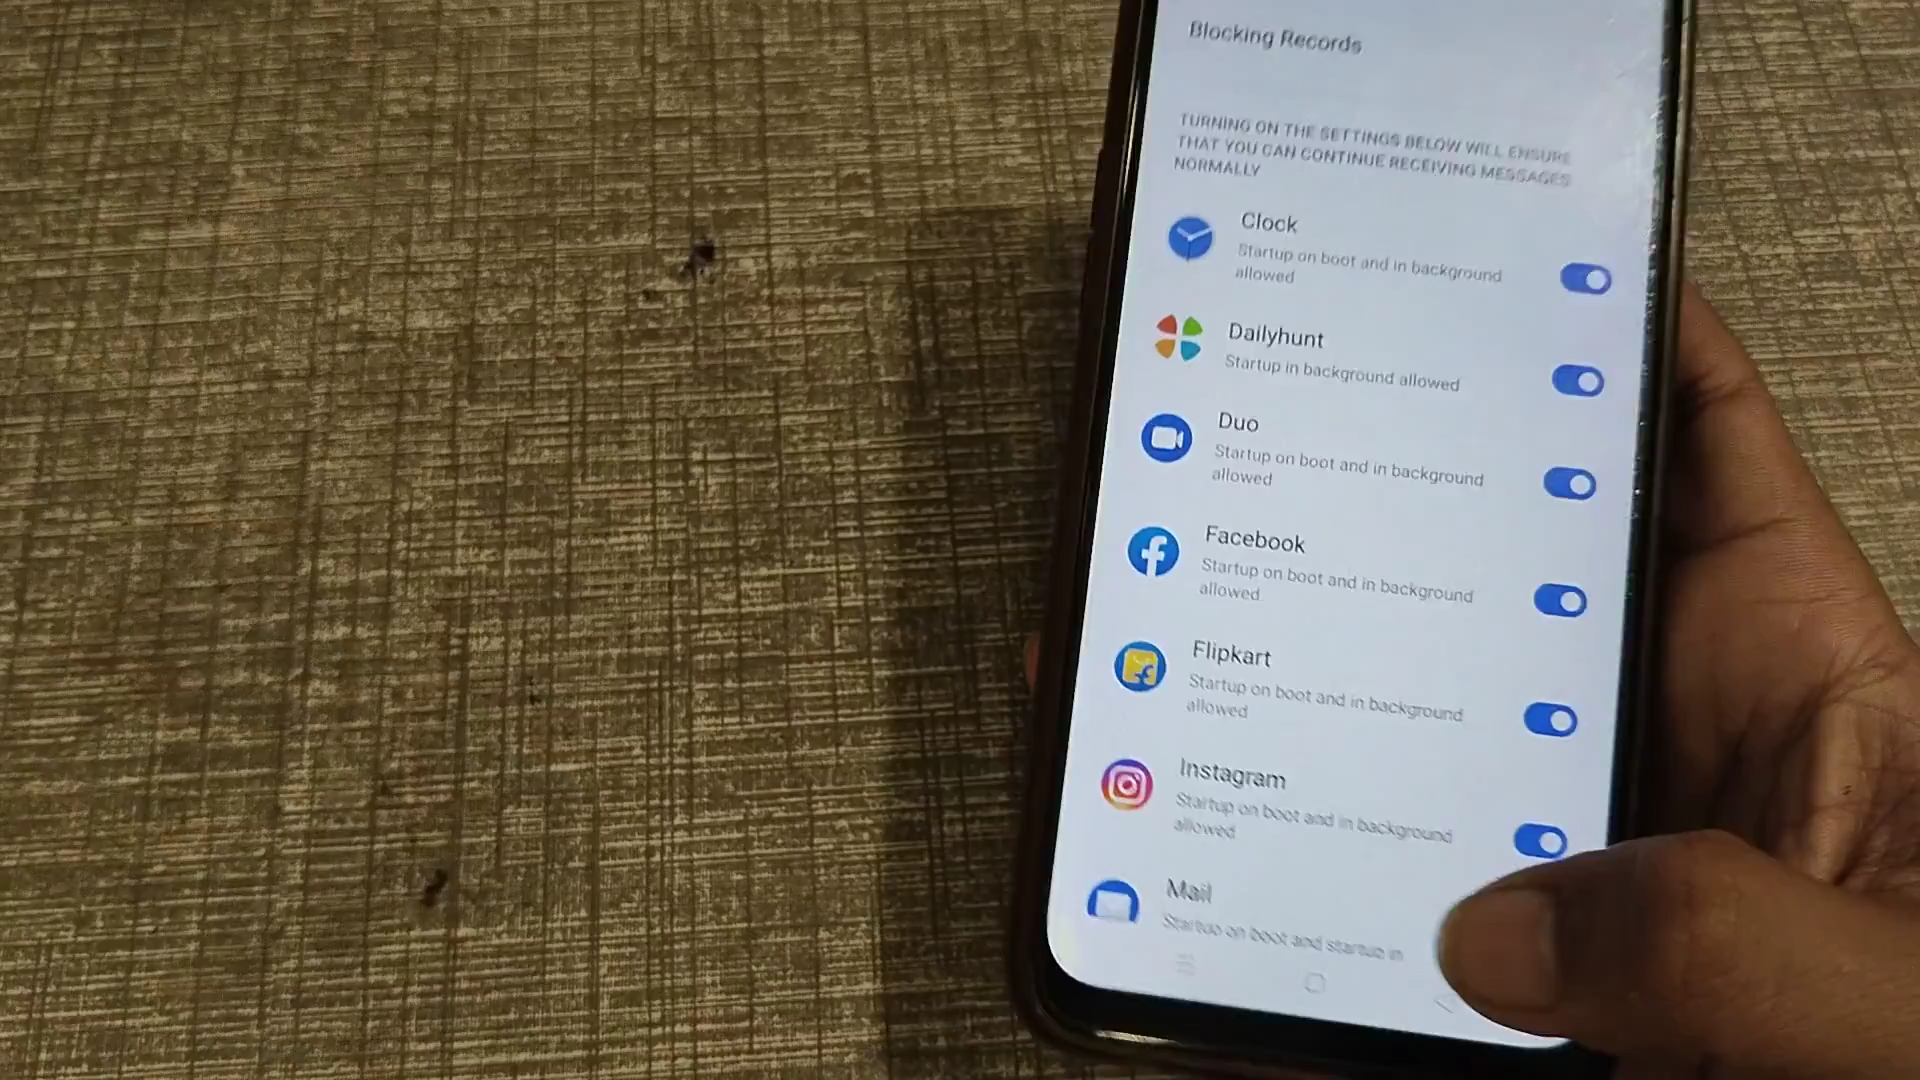 Blocking Records
TURNING ON THE SETTINGS BELOW WILL ENSURE
THAT YOU CAN CONTINUE RECEIVING MESSAGES
NORMALLY
Clock
Startup on boot and in background
allowed
Dailyhunt
Startup in background allowed
Duo
Startup on boot and in background
allowed
Facebook
Startup on boot and in background
allowed
Flipkart
Startup on boot and in background
allowed
Instagram
Startup on boot and in background
allowed
Mail
Startup on boot and startup in